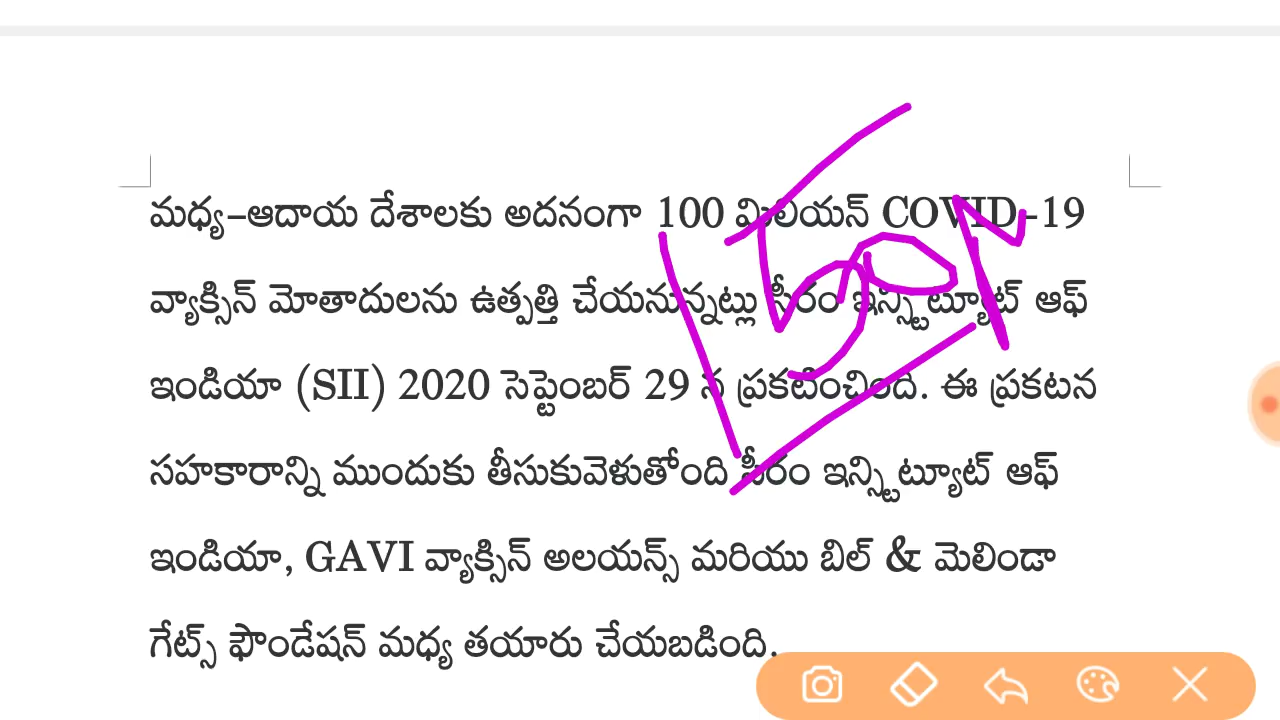 మధ్య-ఆదాయ దేశాలకు అదనంగా 100 మిలియన్ COVID-19
వ్యాక్సిన్ మోతాదులను ఉత్పత్తి చేయనున్నట్లు సీరం ఇన్స్టిట్యూట్ ఆఫ్
ఇండియా (SII) 2020 సెప్టెంబర్ 29 న ప్రకటించింది. ఈ ప్రకటన
సహకారాన్ని ముందుకు తీసుకువెళుతోంది సీరం ఇన్స్టిట్యూట్ ఆఫ్
ఇండియా, GAVI వ్యాక్సిన్ అలయన్స్ మరియు బిల్ & మెలిండా
గేట్స్ ఫౌండేషన్ మధ్య తయారు చేయబడింది.